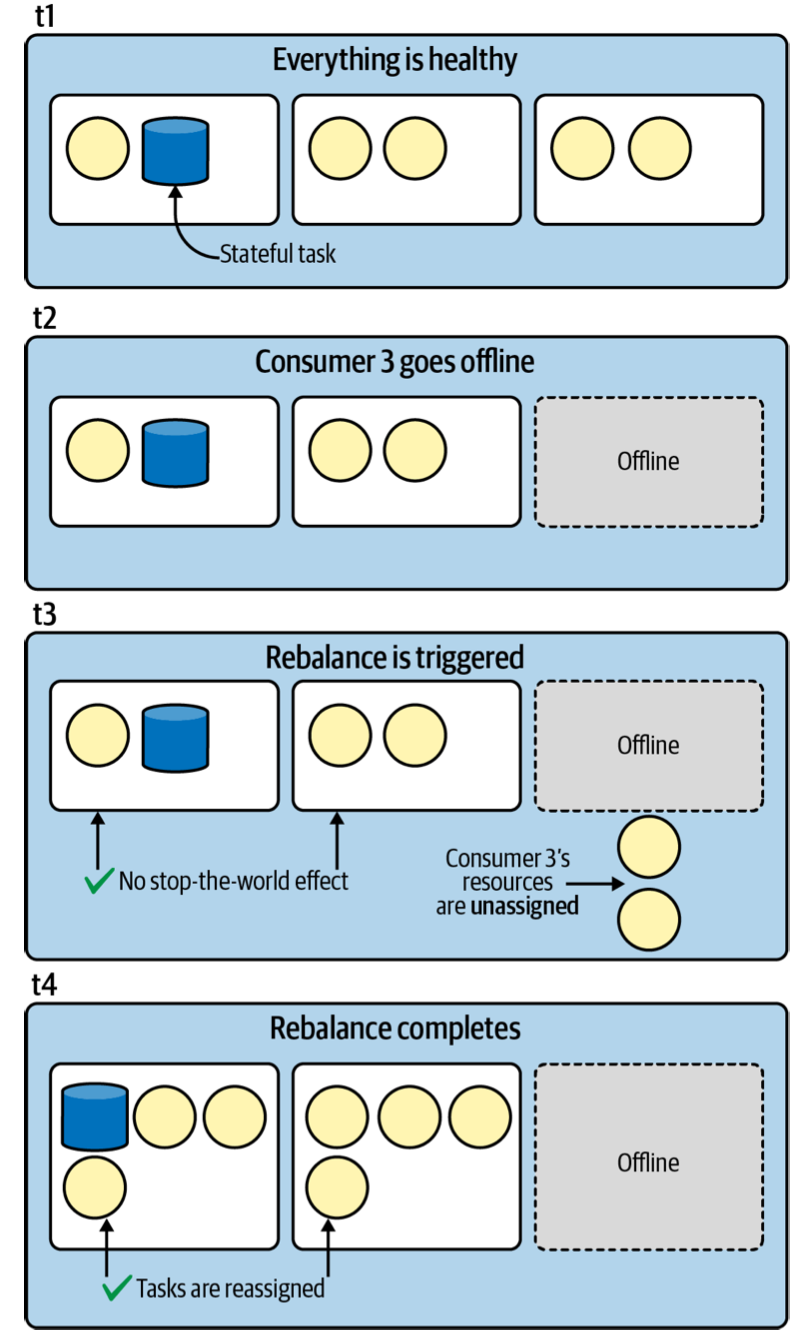 t1
Everything is healthy
Stateful task
t2
Consumer 3 goes offline
Offline
t3
Rebalance is triggered
Offline
No stop-the-world effect
Consumer 3’s
resources
are unassigned
t4
Rebalance completes
Offline
Tasks are reassigned